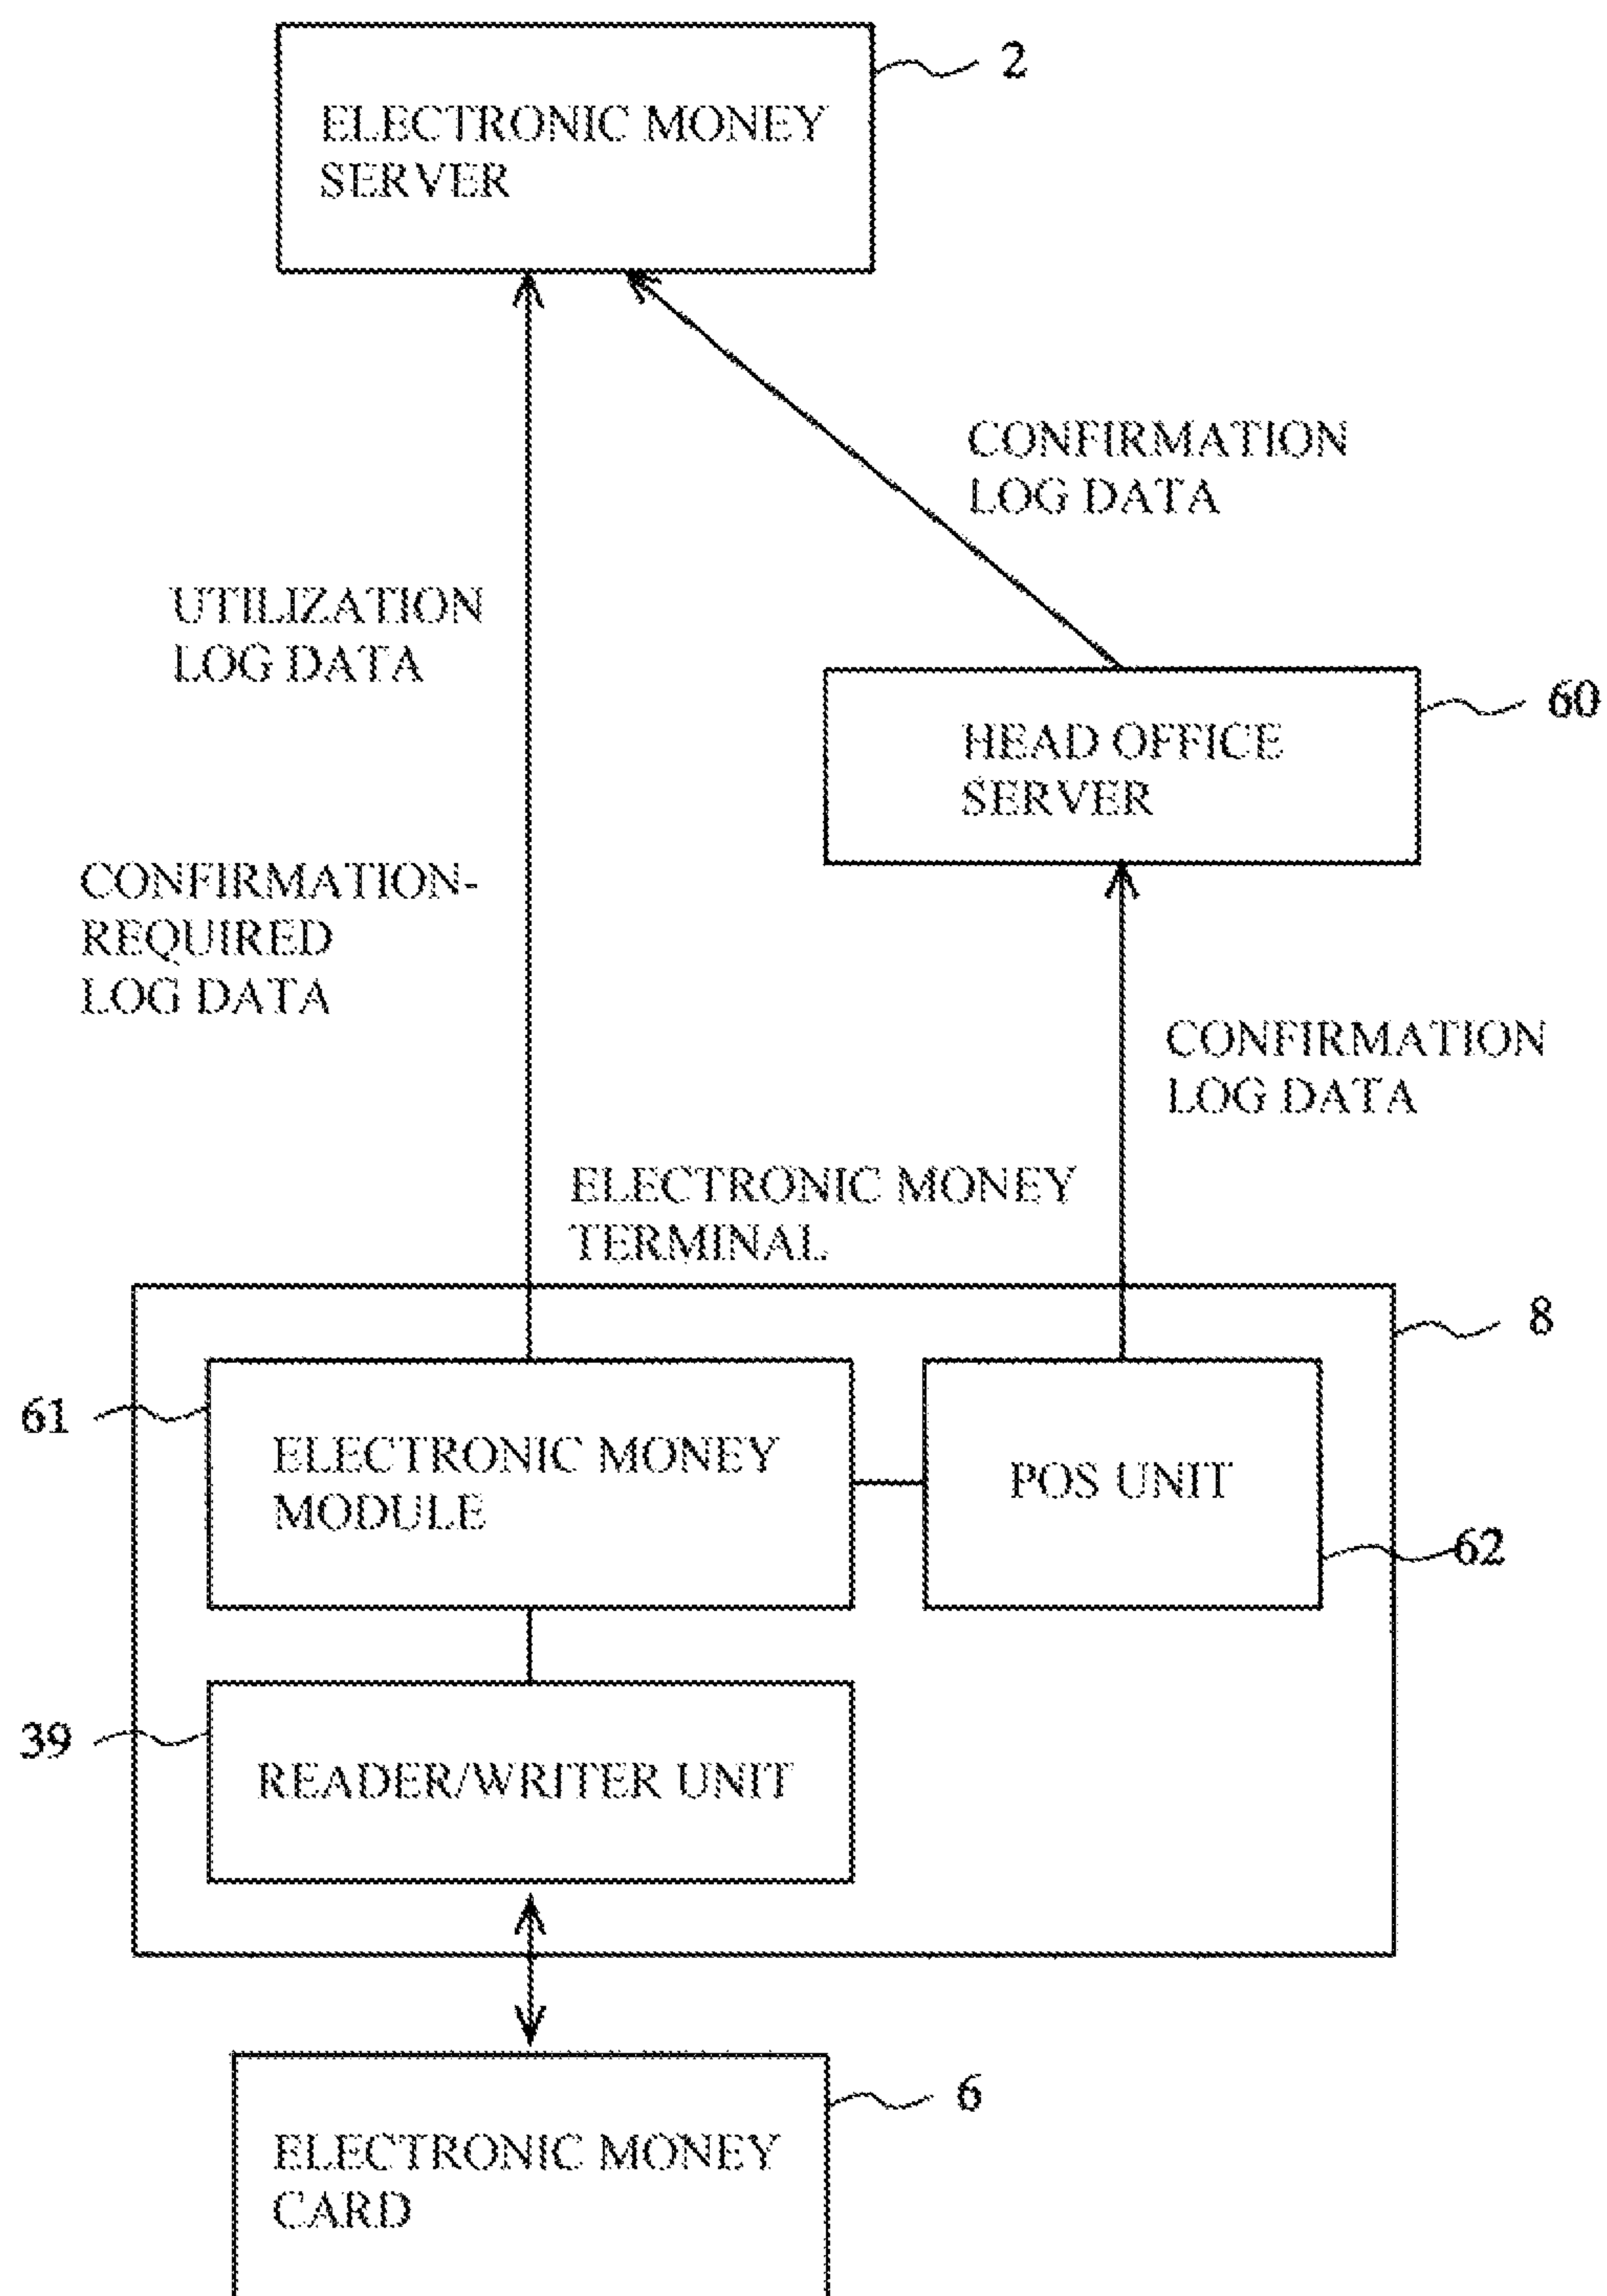 2
ELECTRONIC MONEY
SERVER
CONFIRMATION
LOG DATA
UTILIZATION
LOG DATA
60
HEAD OFFICE
SERVER
CONFIRMATION-
REQUIRED
LOG DATA
CONFIRMATION
LOG DATA
ELECTRONIC MONEY
TERMINAL
8
61
ELECTRONIC MONEY
MODULE
POS UNIT
62
39
READER/WRITER UNIT
6
ELECTRONIC MONEY
CARD